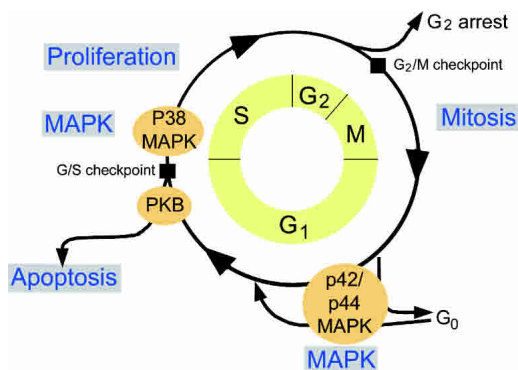 G2 arrest
Proliferation
G2/M checkpoint
MAPK
P38
MAPK
S
G2
M
Mitosis
G/S checkpoint
PKB
G1
Apoptosis
p42/
p44
MAPK
G0
MAPK